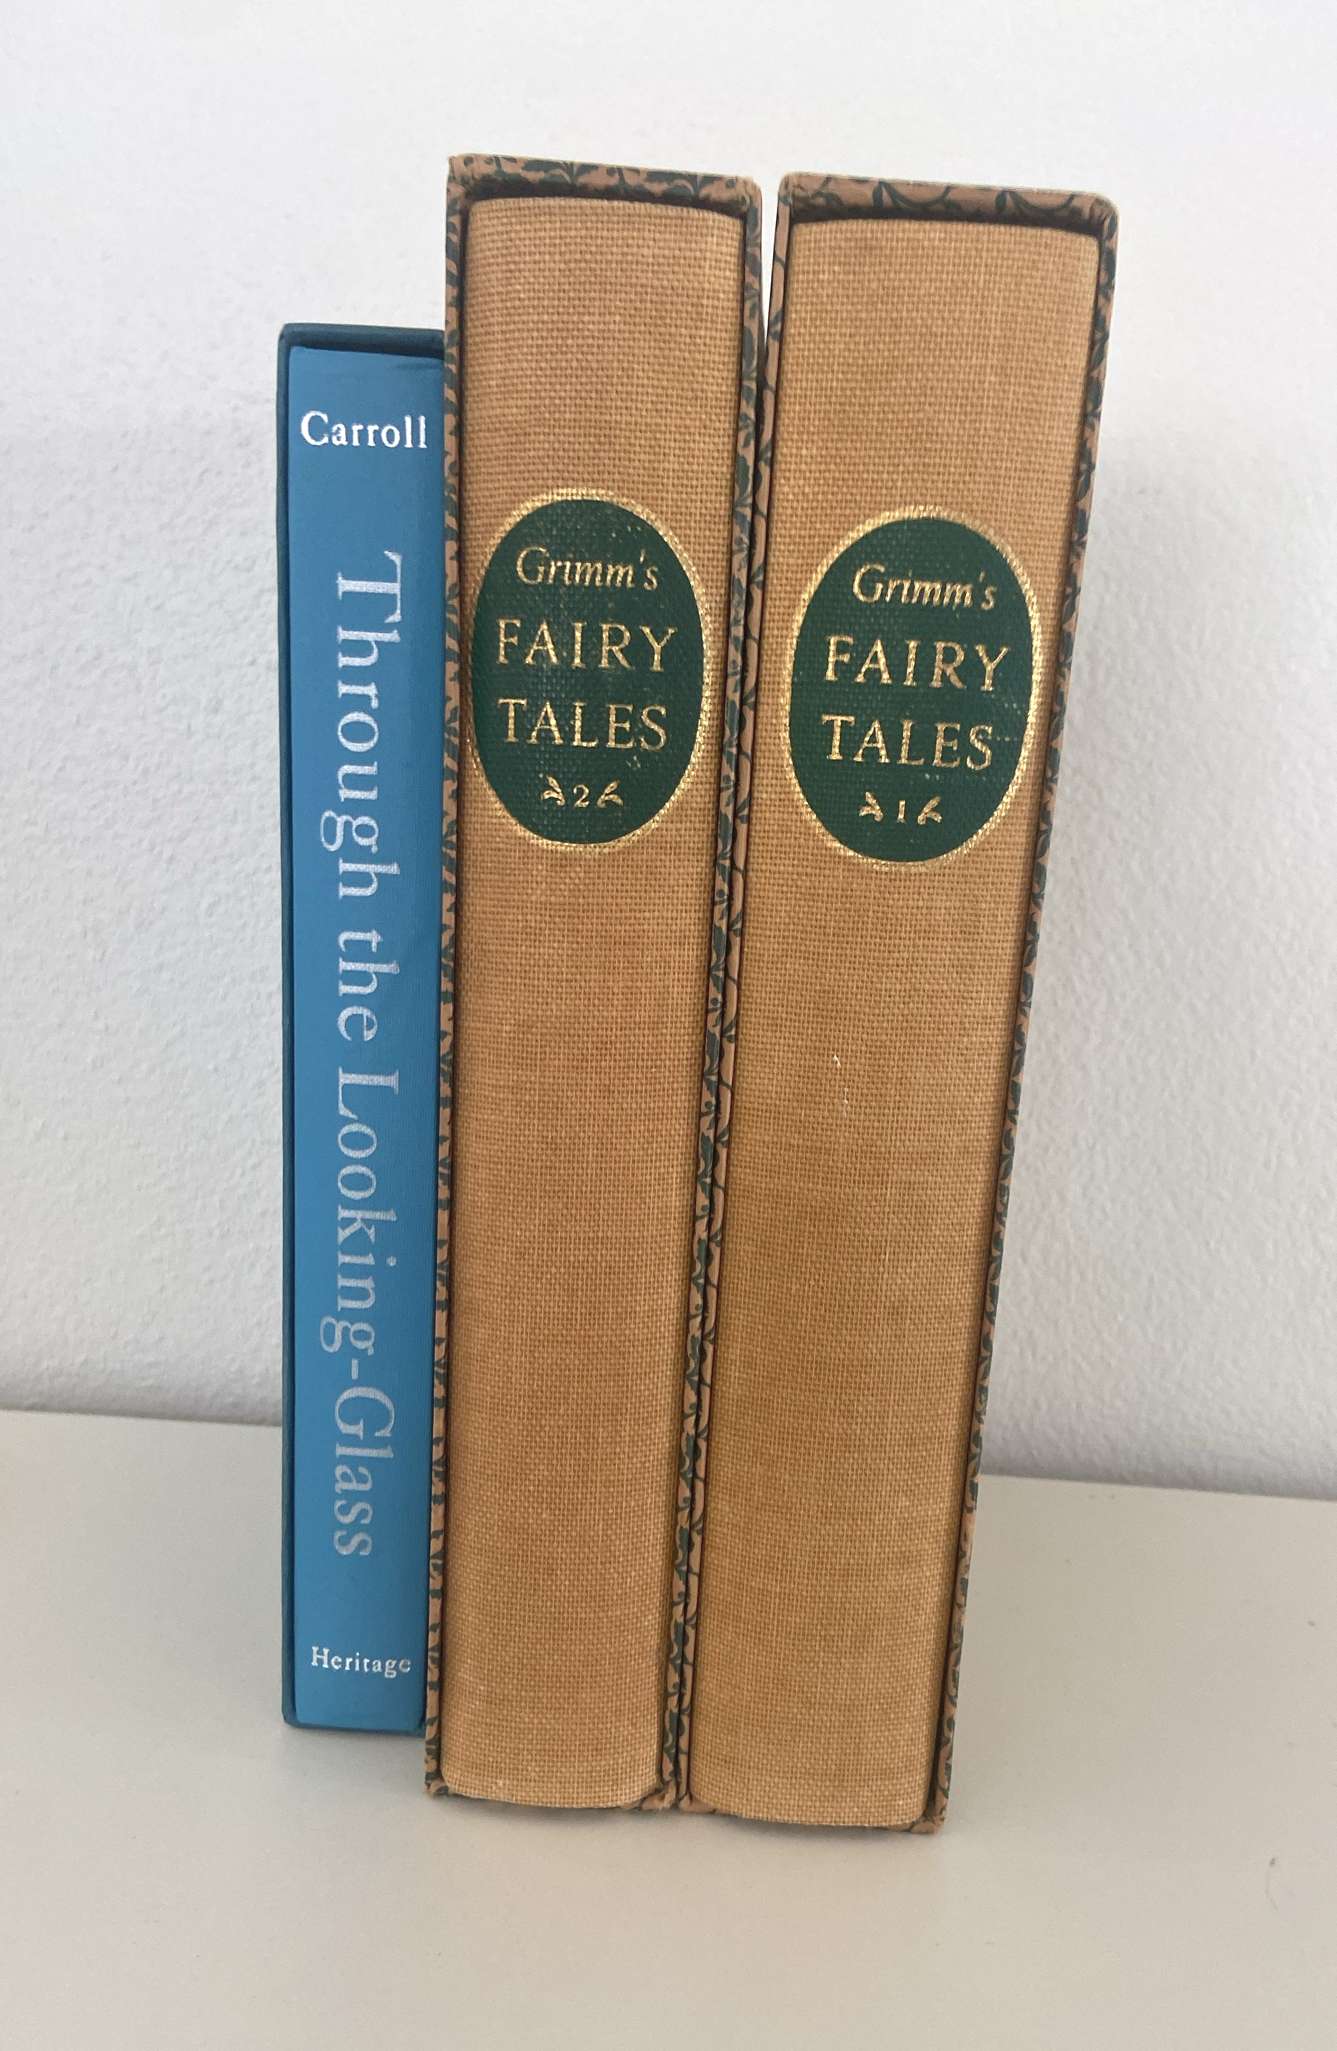 Carroll
Through the Looking-Glass
Heritage
Grimm's
FAIRY
TALES
2
Grimm's
FAIRY
TALES
1